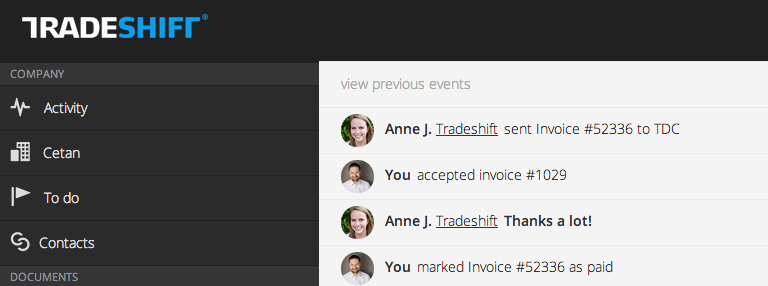 TRADESHIFT®
COMPANY
Activity
Cetan
To do
Contacts
DOCUMENTS
view previous events
Anne J. Tradeshift sent Invoice #52336 to TDC
You accepted invoice #1029
Anne J. Tradeshift Thanks a lot!
You marked Invoice #52336 as paid